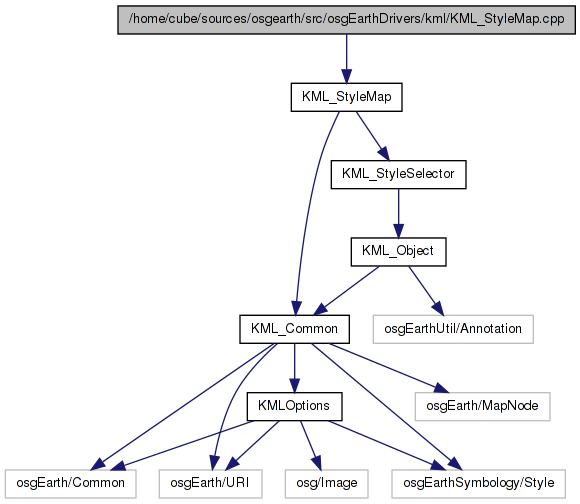 /home/cube/sources/osgearth/src/osgEarthDrivers/kml/KML_StyleMap.cpp
KML_StyleMap
KML_StyleSelector
KML_Object
KML_Common
osgEarthUtil/Annotation
KMLOptions
osgEarth/MapNode
osgEarth/Common
osgEarth/URI
osg/Image
osgEarthSymbology/Style